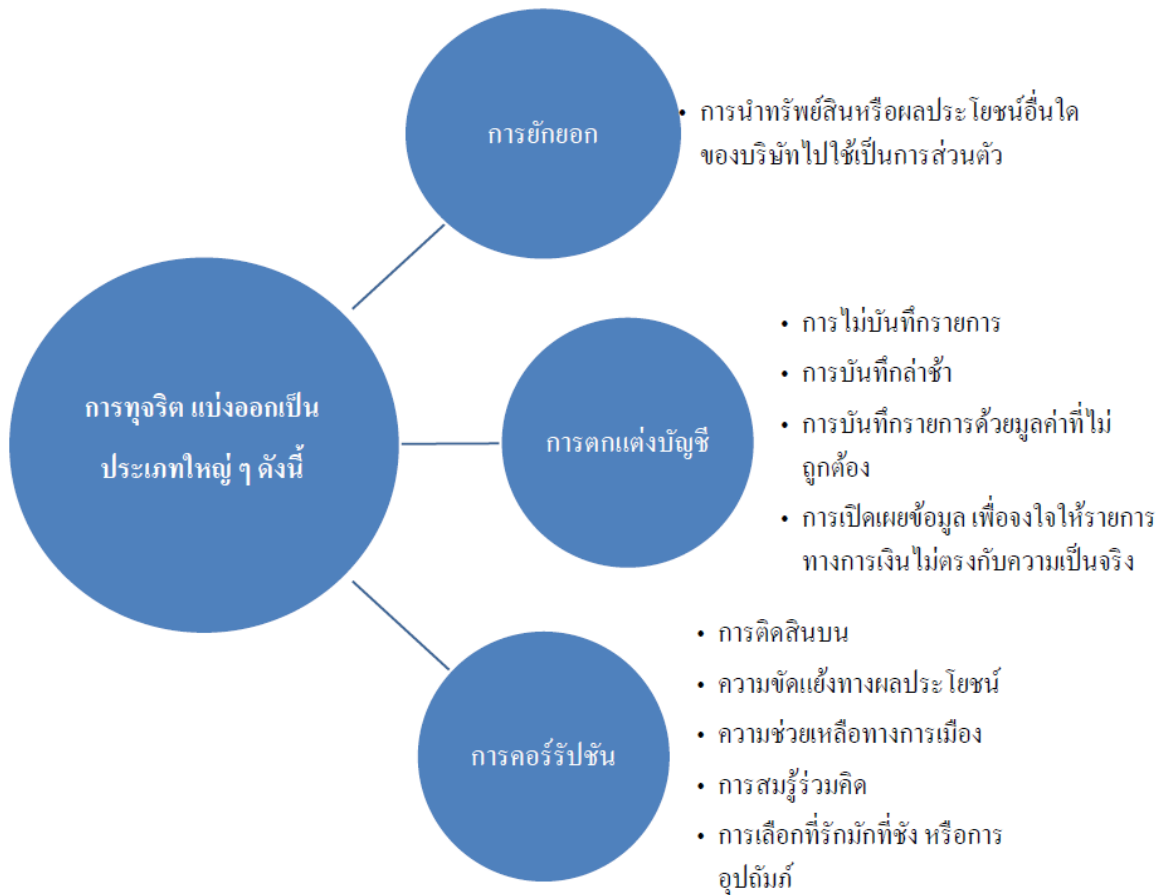 การทุจริต แบ่งออกเป็น
ประเภทใหญ่ ๆ ดังนี้
การยักยอก
• การนำทรัพย์สินหรือผลประโยชน์อื่นใด
ของบริษัทไปใช้เป็นการส่วนตัว
การตกแต่งบัญชี
• การไม่บันทึกรายการ
• การบันทึกล่าช้า
• การบันทึกรายการด้วยมูลค่าที่ไม่
ถูกต้อง
• การเปิดเผยข้อมูล เพื่อจงใจให้รายการ
ทางการเงินไม่ตรงกับความเป็นจริง
การคอร์รัปชัน
• การติดสินบน
• ความขัดแย้งทางผลประโยชน์
• ความช่วยเหลือทางการเมือง
• การสมรู้ร่วมคิด
• การเลือกที่รักมักที่ชัง หรือการ
อุปถัมภ์